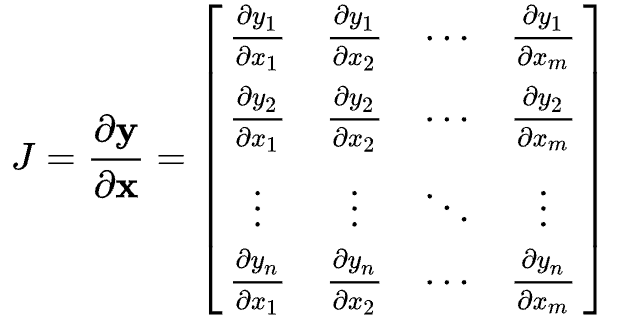 $$J = \frac{\partial \mathbf{y}}{\partial \mathbf{x}} = \begin{bmatrix} \frac{\partial y_1}{\partial x_1} & \frac{\partial y_1}{\partial x_2} & \cdots & \frac{\partial y_1}{\partial x_m} \\ \frac{\partial y_2}{\partial x_1} & \frac{\partial y_2}{\partial x_2} & \cdots & \frac{\partial y_2}{\partial x_m} \\ \vdots & \vdots & \ddots & \vdots \\ \frac{\partial y_n}{\partial x_1} & \frac{\partial y_n}{\partial x_2} & \cdots & \frac{\partial y_n}{\partial x_m} \end{bmatrix}$$